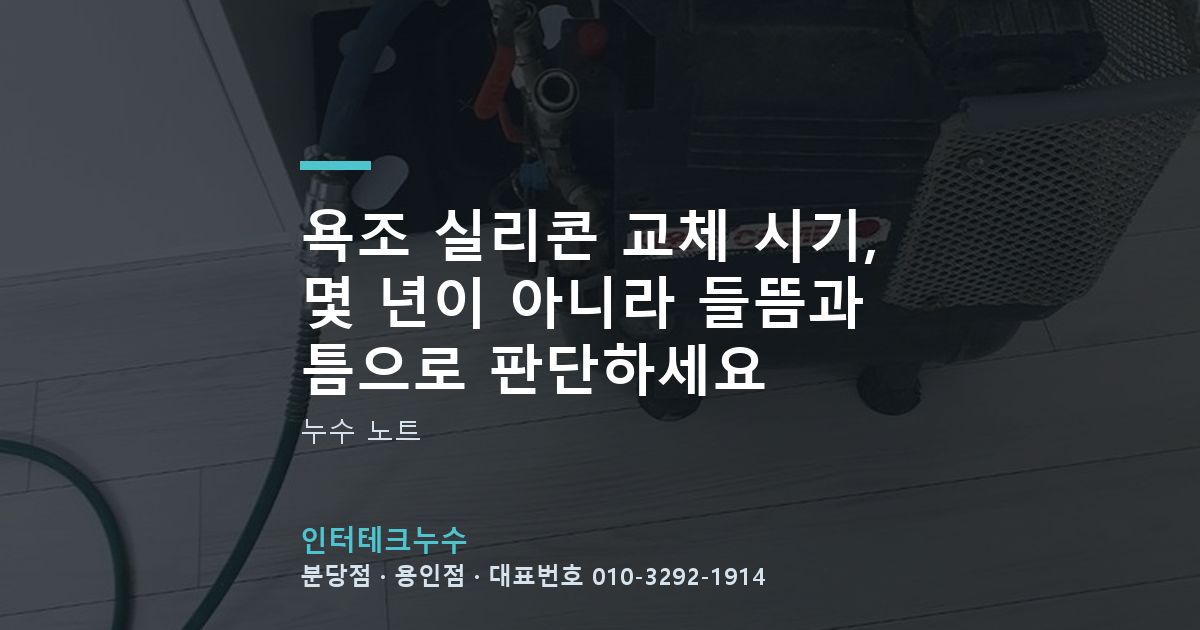 욕조 실리콘 교체 시기,
몇 년이 아니라 들뜸과
틈으로 판단하세요
누수 노트
인터테크누수
분당점 · 용인점 · 대표번호 010-3292-1914